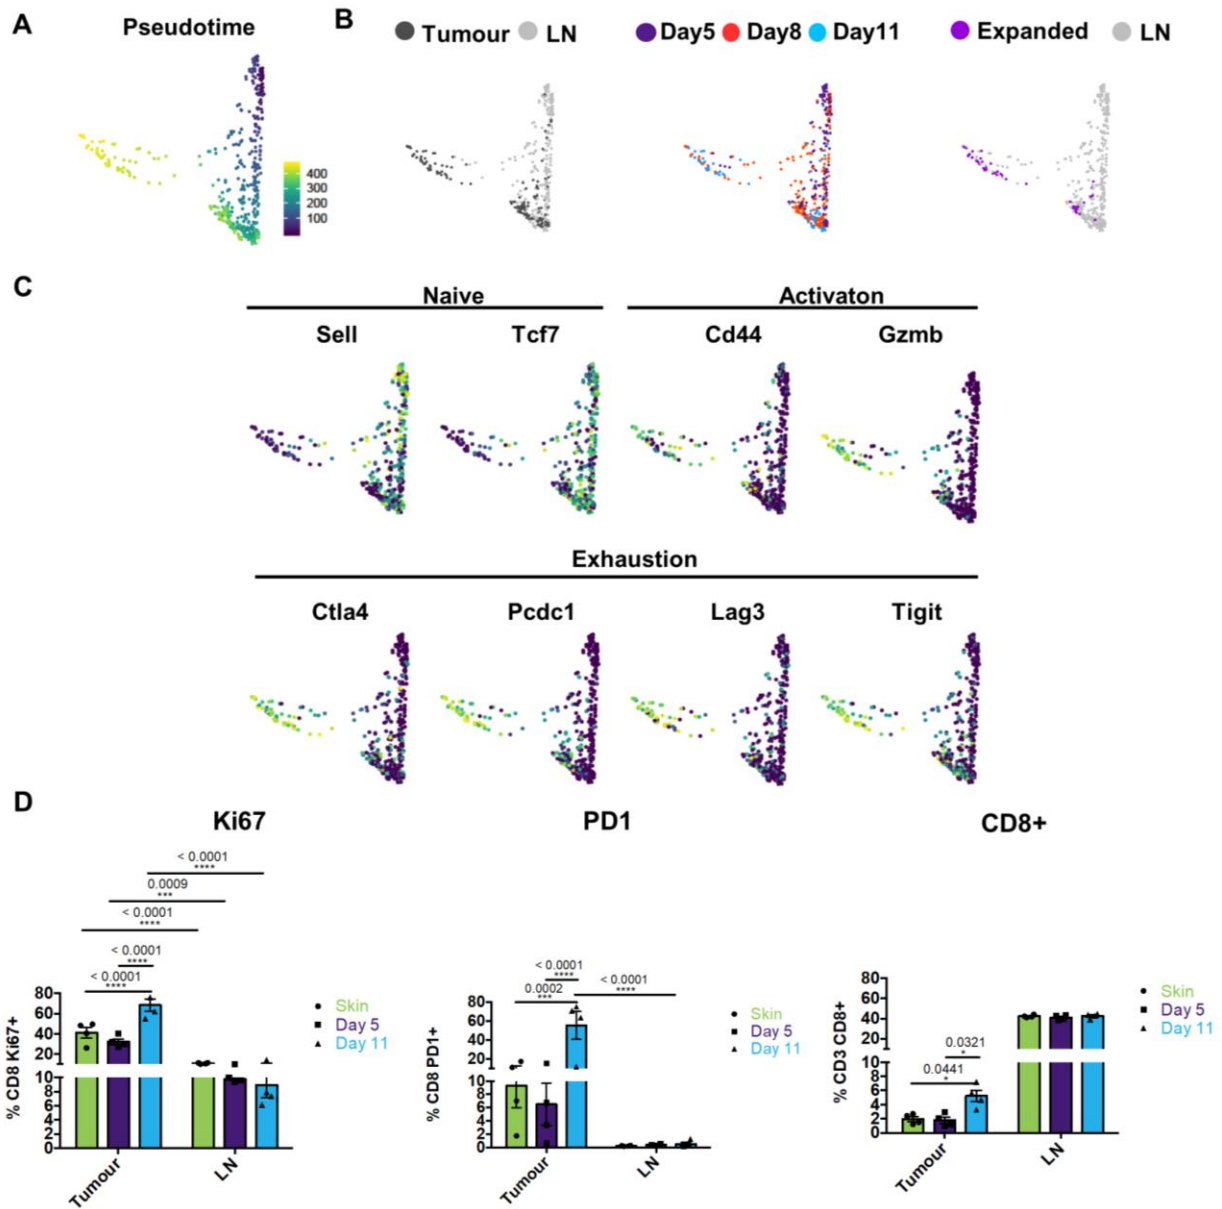 A
Pseudotime
400
300
200
100
B
Tumour LN
Day5 Day8 Day11
Expanded LN
C
Naive
Activaton
Sell
Tcf7
Cd44
Gzmb
Exhaustion
Ctla4
Pcdc1
Lag3
Tigit
D
Ki67
PD1
CD8+
< 0.0001
****
0.0009
***
< 0.0001
****
< 0.0001
****
< 0.0001
****
% CD8 Ki67+
80
60
40
20
10
8
6
4
2
0
Tumour
LN
Skin
Day 5
Day 11
< 0.0001
****
0.0002
***
< 0.0001
****
% CD8 PD1+
80
60
40
20
10
8
6
4
2
0
Tumour
LN
Skin
Day 5
Day 11
0.0321
*
0.0441
*
% CD3 CD8+
80
60
40
20
10
8
6
4
2
0
Tumour
LN
Skin
Day 5
Day 11